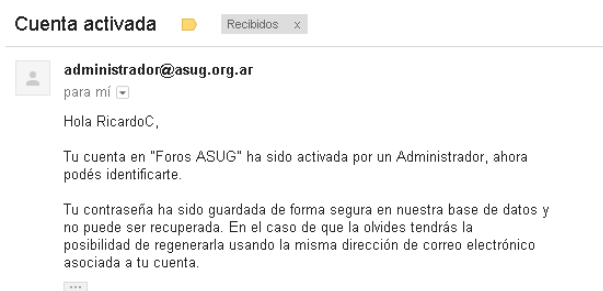 Cuenta activada Recibidos x
administrador@asug.org.ar
para mí
Hola RicardoC,
Tu cuenta en "Foros ASUG" ha sido activada por un Administrador, ahora
podés identificarte.
Tu contraseña ha sido guardada de forma segura en nuestra base de datos y
no puede ser recuperada. En el caso de que la olvides tendrás la
posibilidad de regenerarla usando la misma dirección de correo electrónico
asociada a tu cuenta.
...